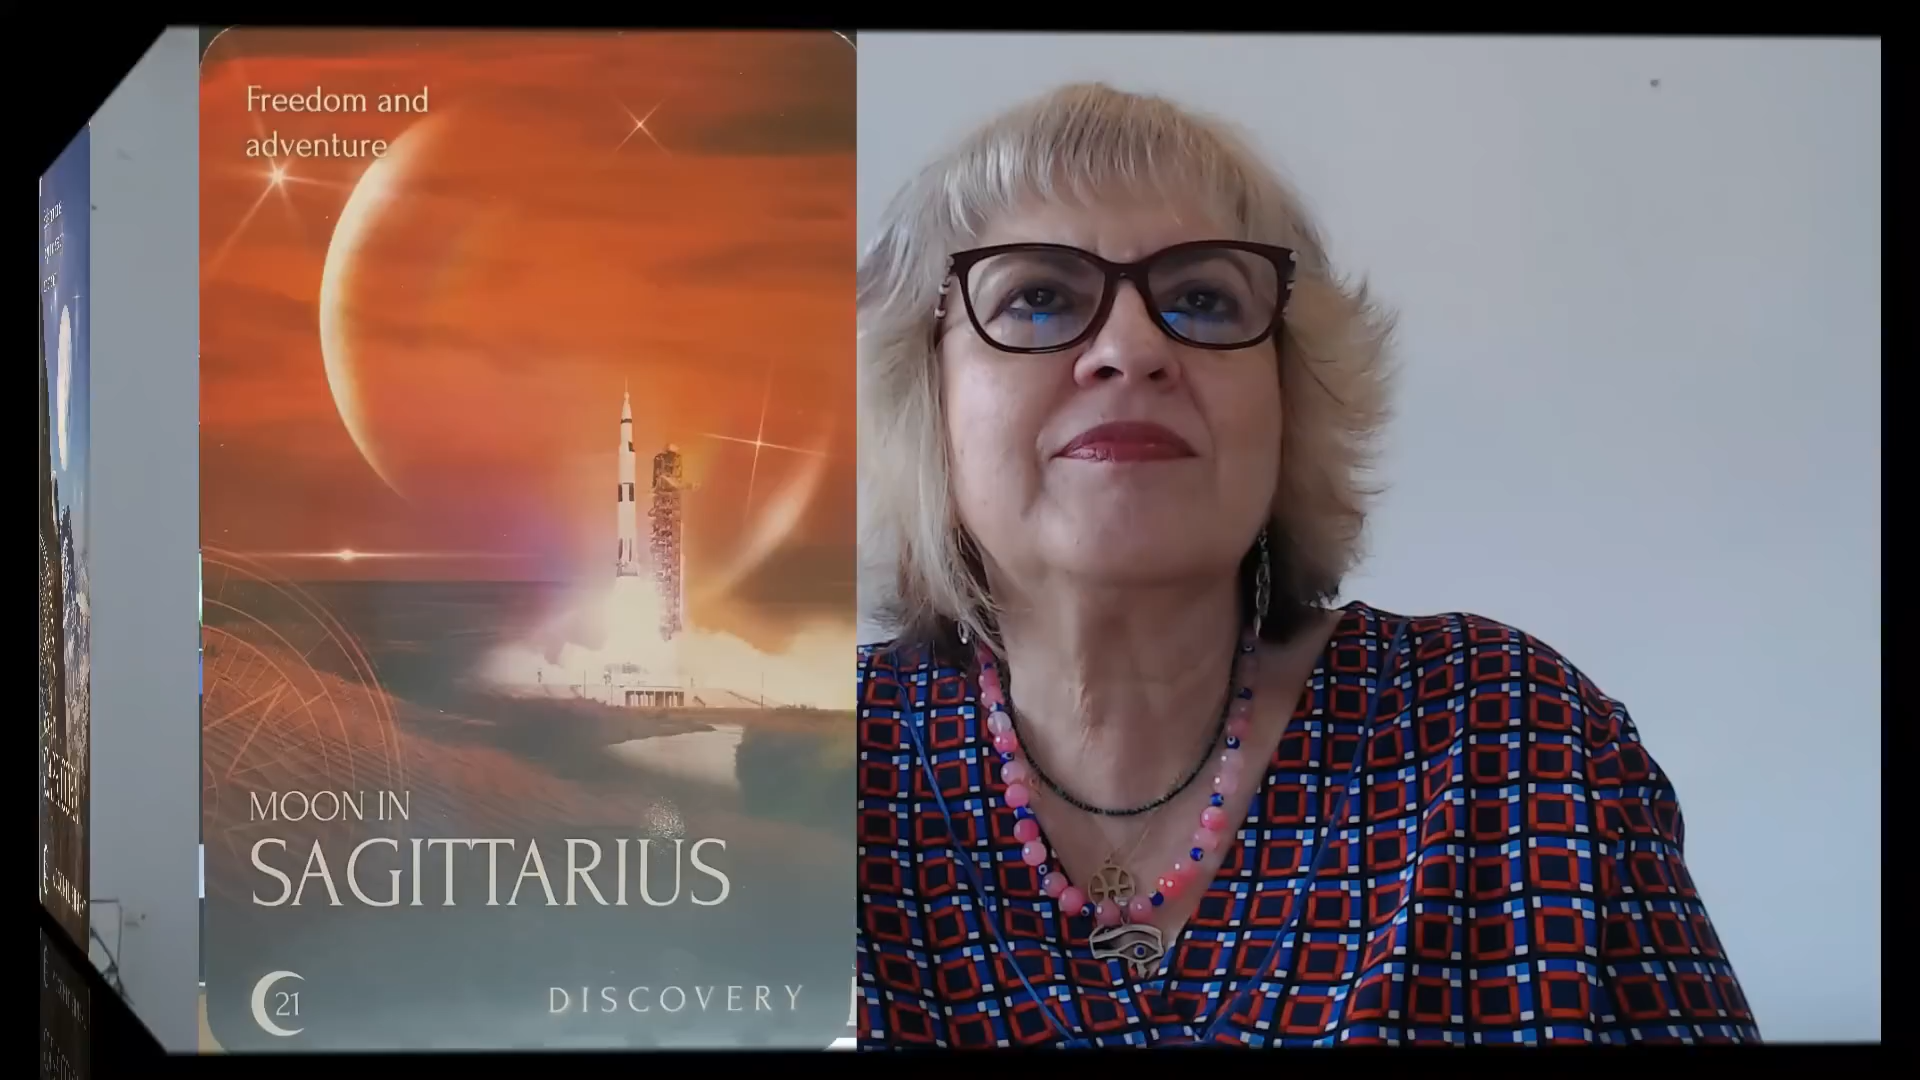 Freedom and
adventure
MOON IN
SAGITTARIUS
21
DISCOVERY